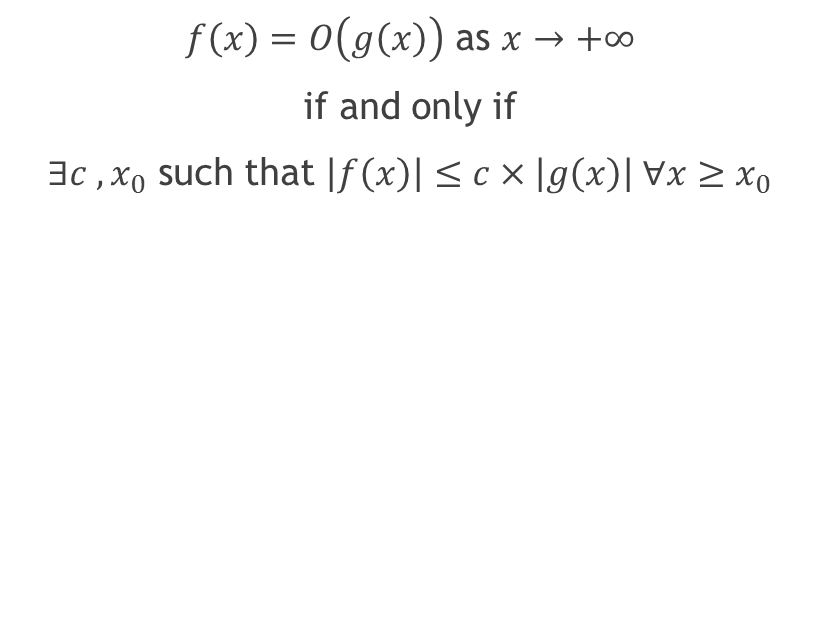 𝑓(𝑥) = 𝑂(𝑔(𝑥)) as 𝑥 → +∞
if and only if
∃𝑐 , 𝑥₀ such that |𝑓(𝑥)| ≤ 𝑐 × |𝑔(𝑥)| ∀𝑥 ≥ 𝑥₀